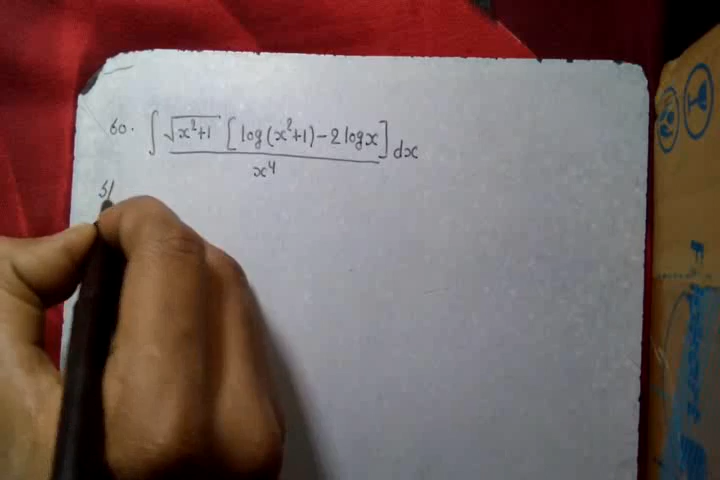 60. ∫ √(x²+1) [log(x²+1) - 2 log x] / x⁴ dx